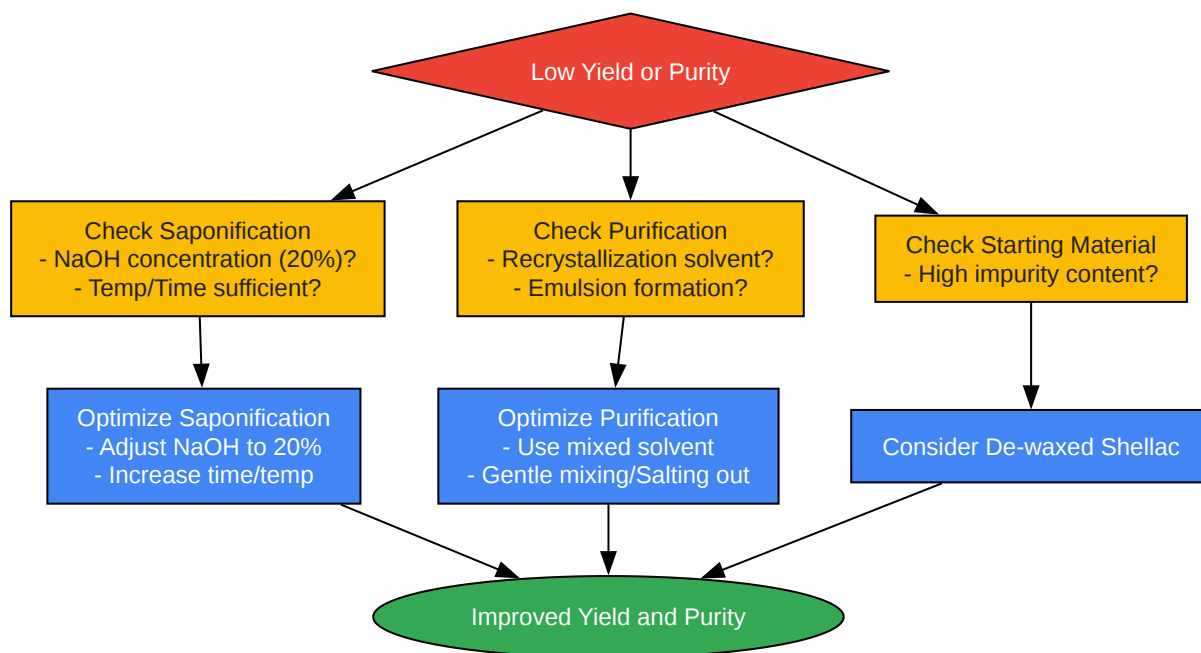 Low Yield or Purity
Check Saponification
- NaOH concentration (20%)?
- Temp/Time sufficient?
Check Purification
- Recrystallization solvent?
- Emulsion formation?
Check Starting Material
- High impurity content?
Optimize Saponification
- Adjust NaOH to 20%
- Increase time/temp
Optimize Purification
- Use mixed solvent
- Gentle mixing/Salting out
Consider De-waxed Shellac
Improved Yield and Purity